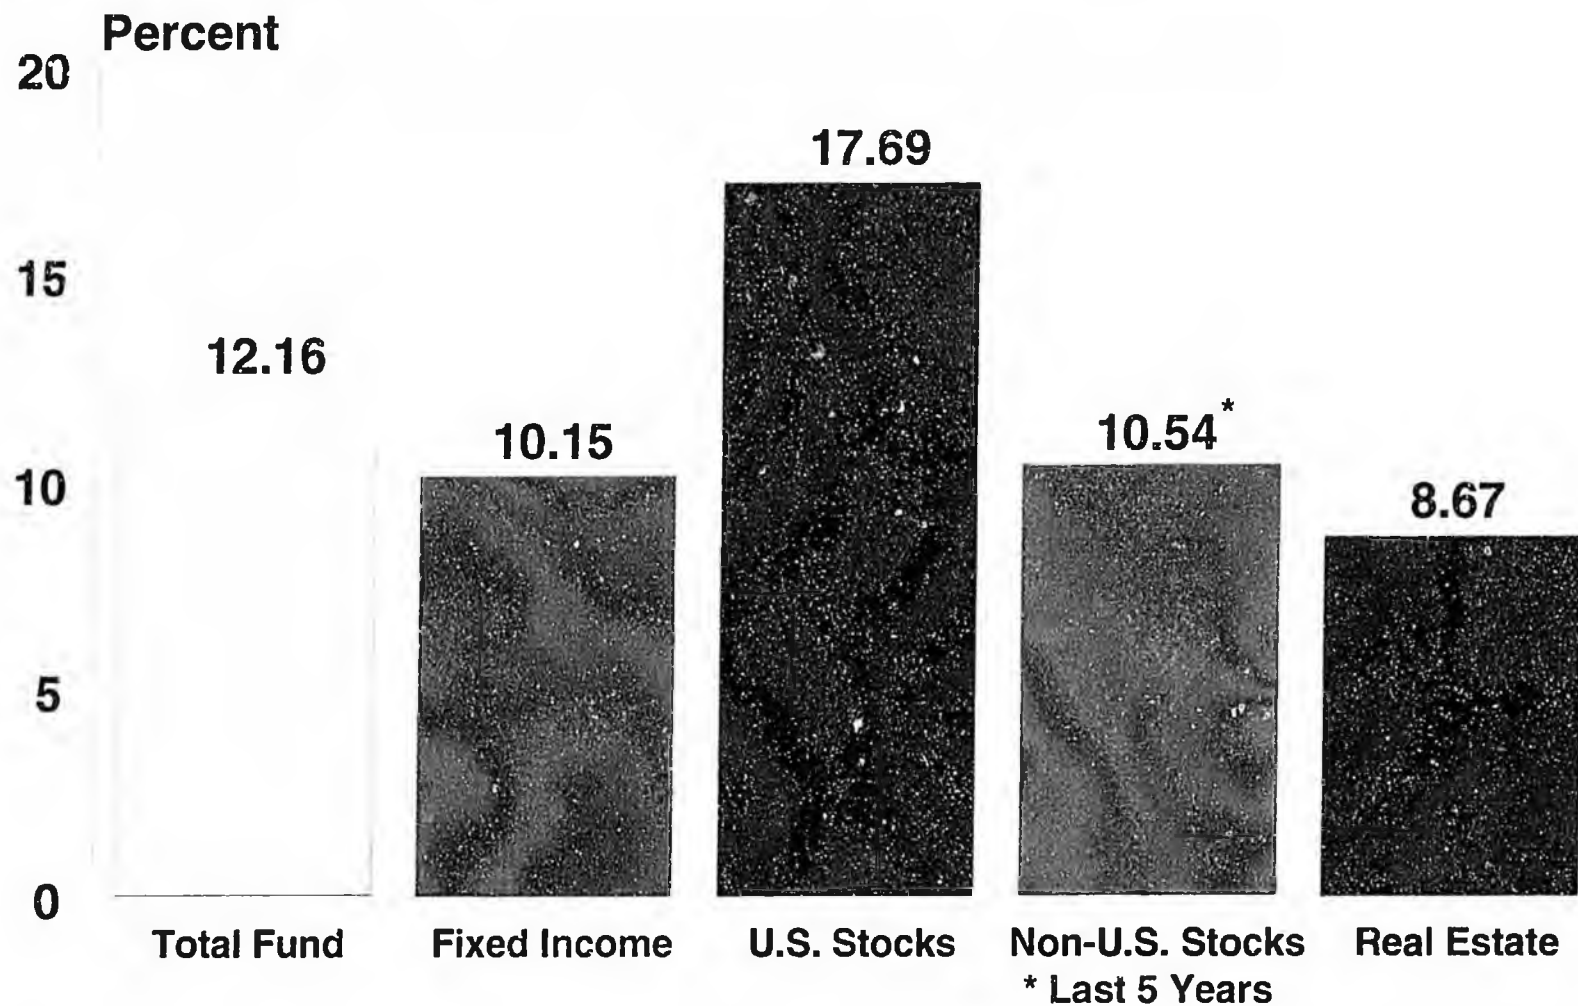 Percent
20
15
10
5
0
12.16
10.15
17.69
10.54*
8.67
Total Fund
Fixed Income
U.S. Stocks
Non-U.S. Stocks
Real Estate
* Last 5 Years